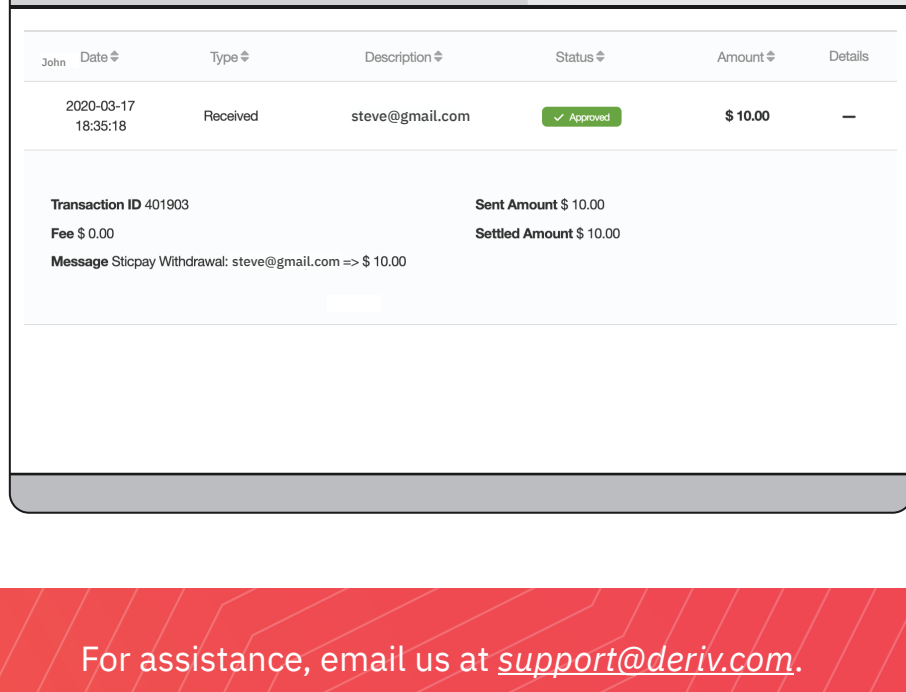 John Date Type Description Status Amount Details
2020-03-17
18:35:18 Received steve@gmail.com Approved $ 10.00 –
Transaction ID 401903 Sent Amount $ 10.00
Fee $ 0.00 Settled Amount $ 10.00
Message Sticpay Withdrawal: steve@gmail.com => $ 10.00
For assistance, email us at support@deriv.com.